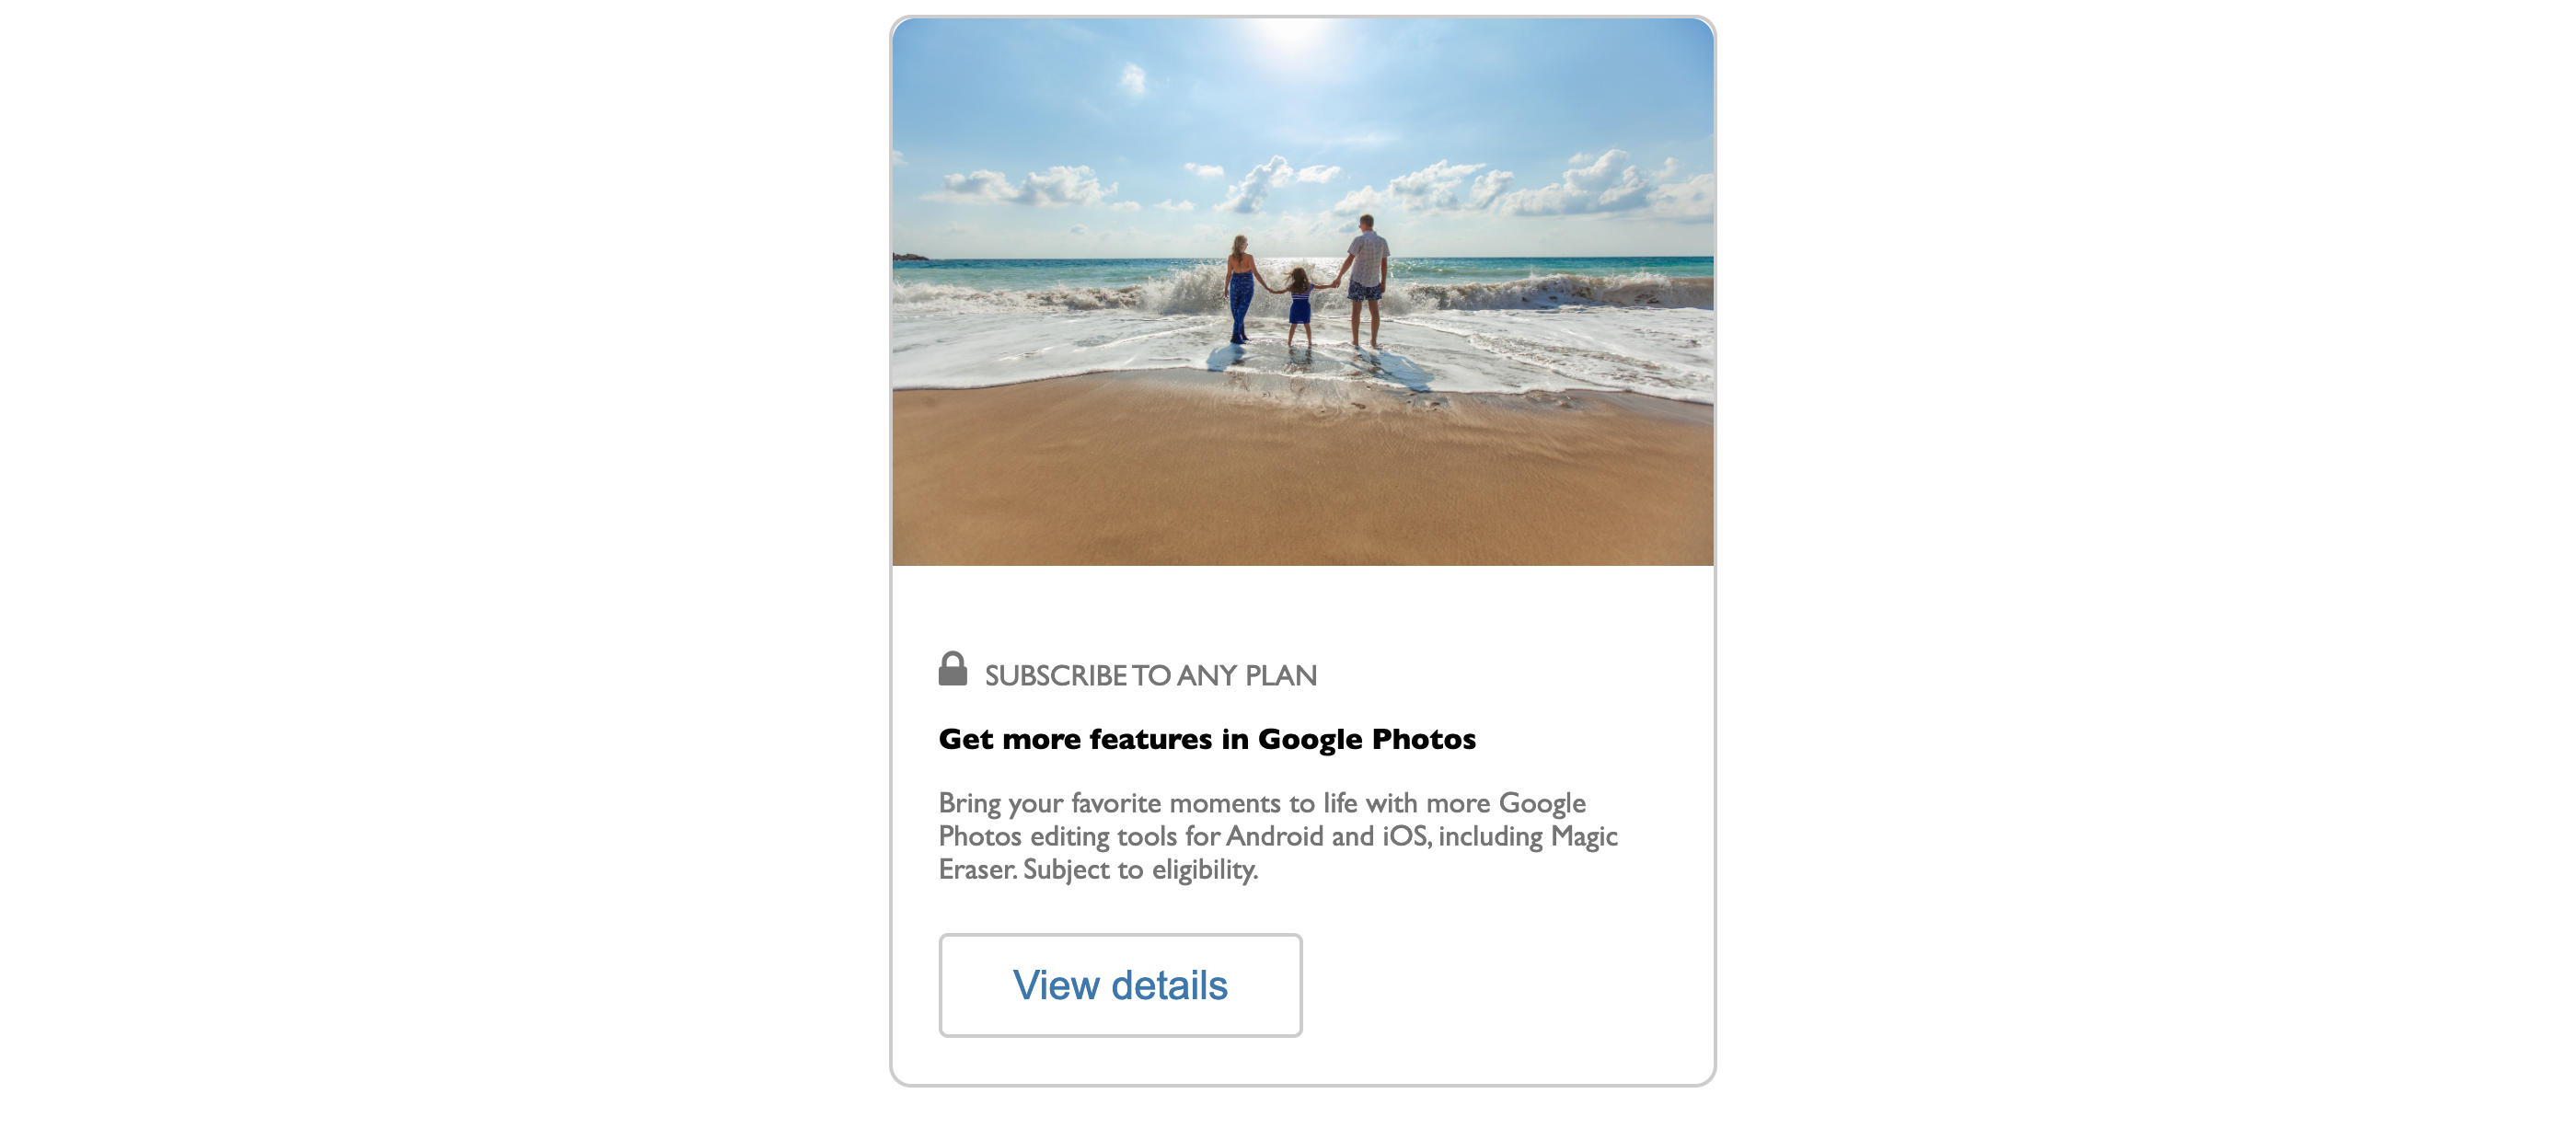 SUBSCRIBE TO ANY PLAN
Get more features in Google Photos
Bring your favorite moments to life with more Google
Photos editing tools for Android and iOS, including Magic
Eraser. Subject to eligibility.
View details